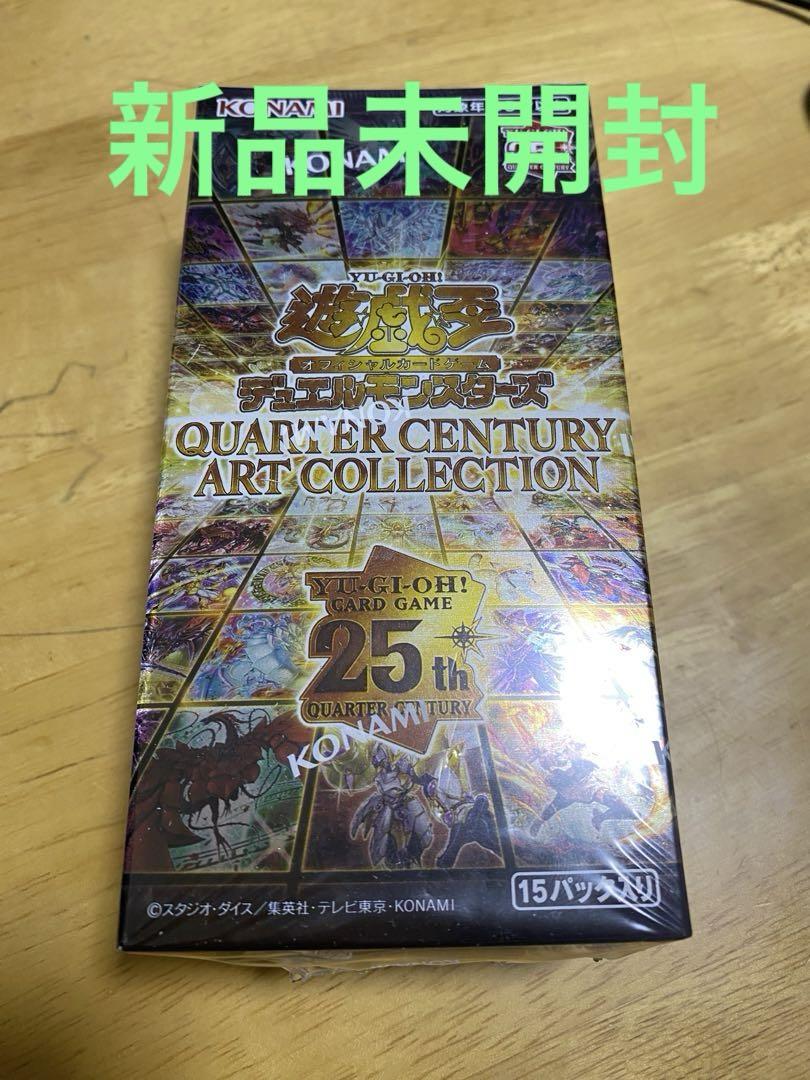 新品未開封
KONAMI
KONAMI
YU-GI-OH!
遊戯王
オフィシャルカードゲーム
デュエルモンスターズ
KONAMI
QUARTER CENTURY
ART COLLECTION
YU-GI-OH!
CARD GAME
25th
QUARTER CENTURY
KONAMI
15パック入り
©スタジオ・ダイス／集英社・テレビ東京・KONAMI